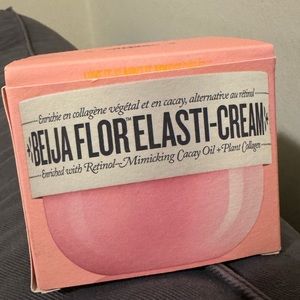 Enrichie en collagène végétal et en cacay, alternative au rétinol
BEIJA FLOR™ ELASTI-CREAM
Enriched with Retinol-Mimicking Cacay Oil + Plant Collagen